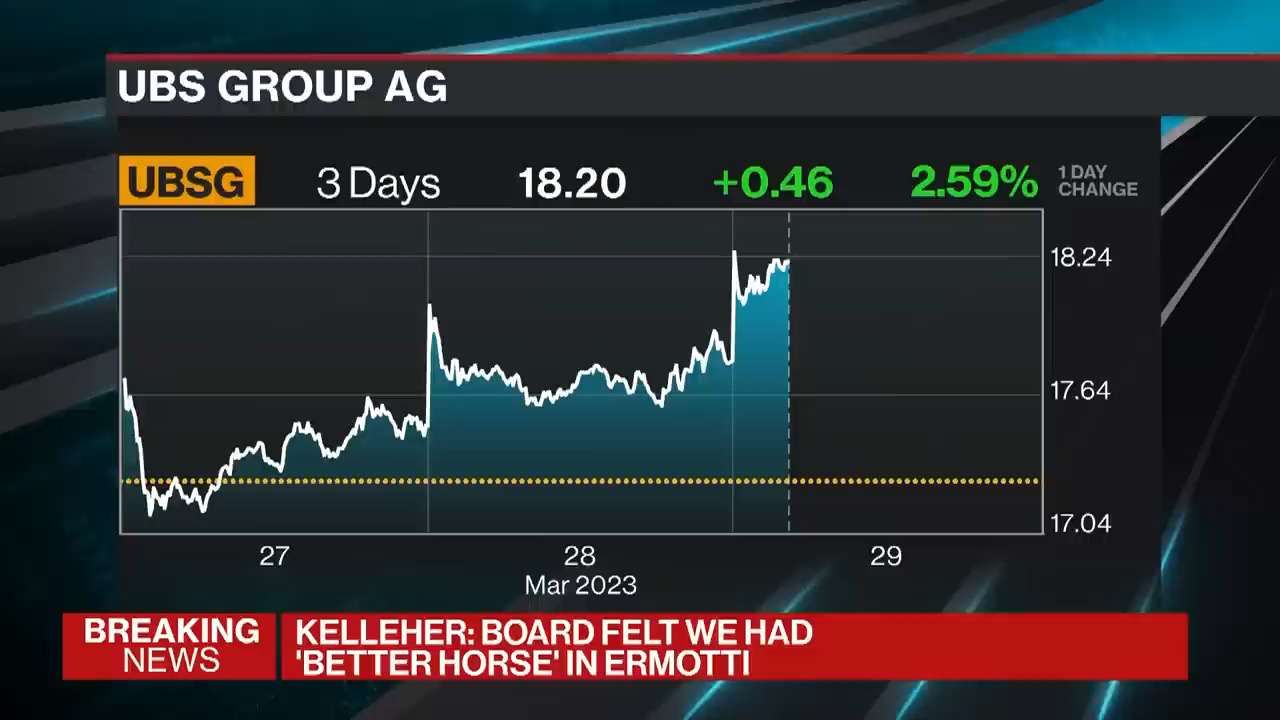 UBS GROUP AG
UBSG 3 Days 18.20 +0.46 2.59% 1 DAY
CHANGE
18.24
17.64
17.04
27 28 29
Mar 2023
BREAKING
NEWS
KELLEHER: BOARD FELT WE HAD
'BETTER HORSE' IN ERMOTTI